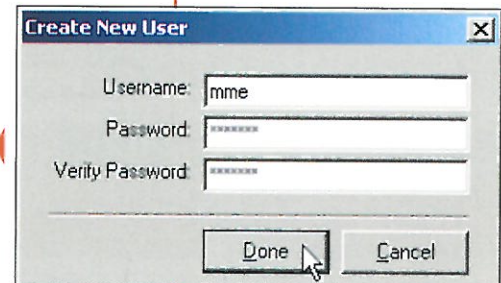 Create New User
Username: mme
Password: *******
Verify Password: *******
Done Cancel